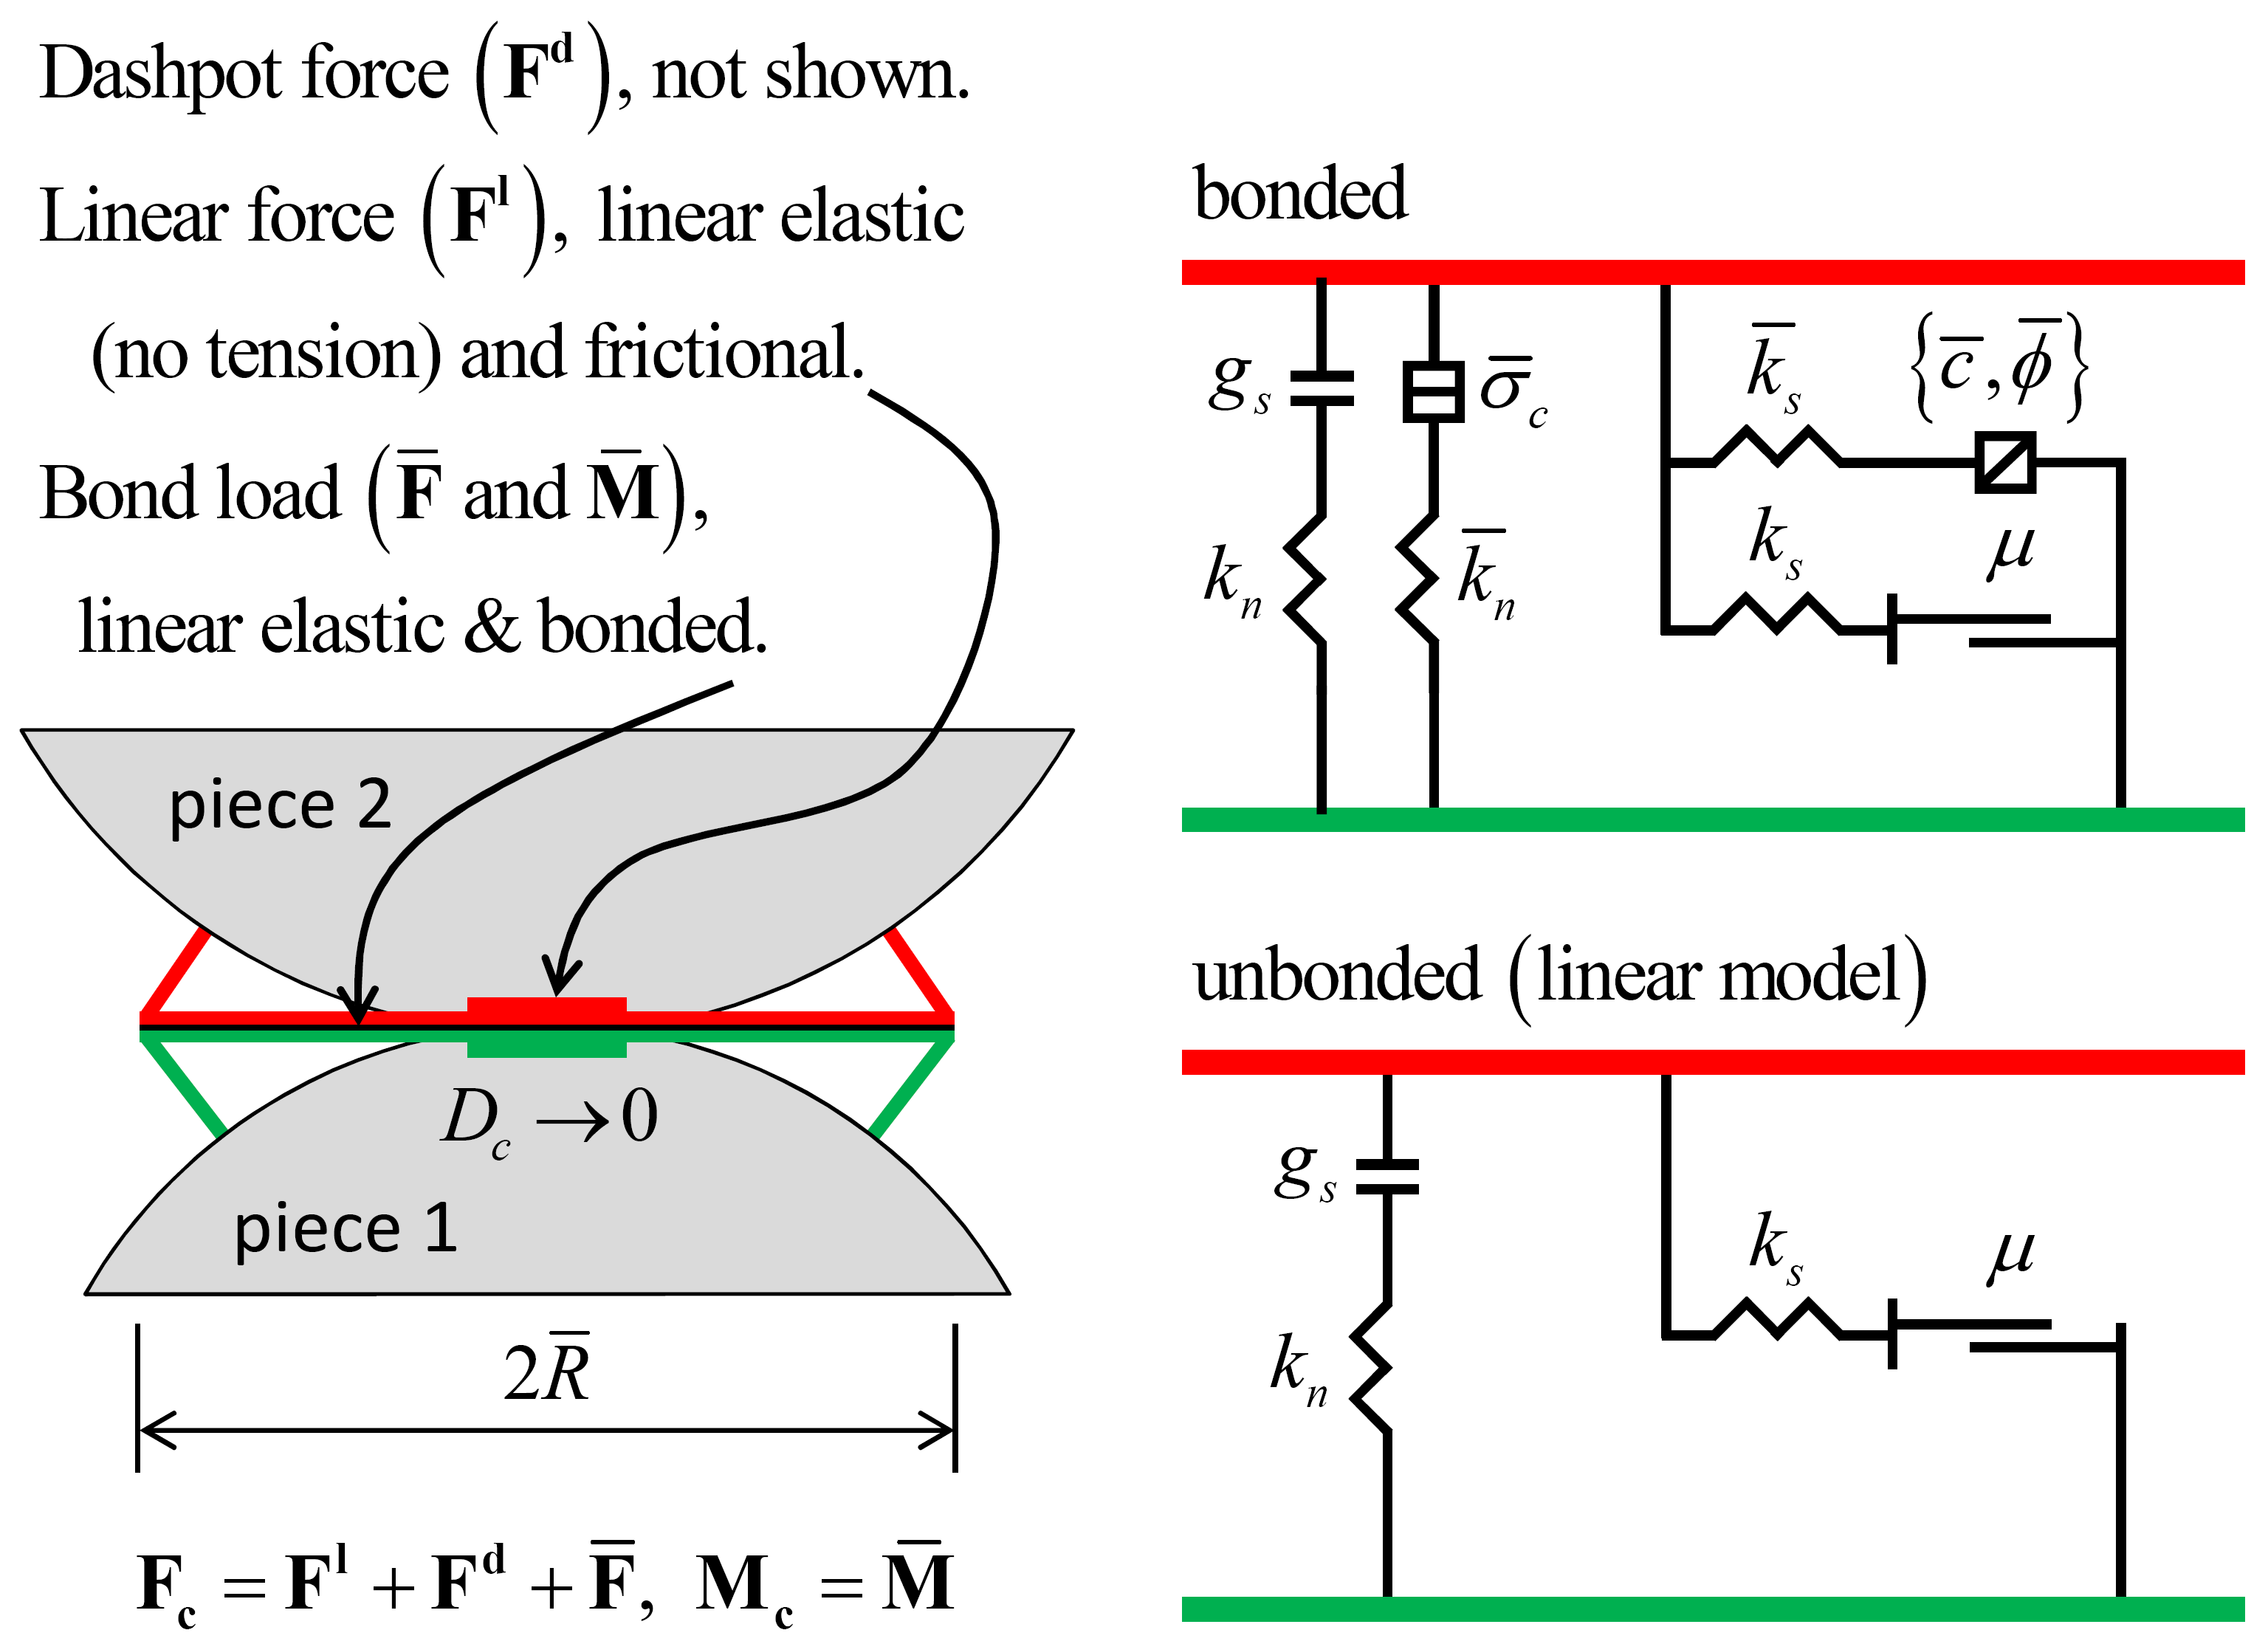 Dashpot force (F^d), not shown.
Linear force (F^l), linear elastic
(no tension) and frictional.
Bond load (F̅ and M̅),
linear elastic & bonded.
piece 2
D_c → 0
piece 1
2R̅
F_c = F^l + F^d + F̅, M_c = M̅
bonded
g_s
σ̅_c
k̅_s
{c̅, ϕ̅}
k_n
k̅_n
k_s
μ
unbonded (linear model)
g_s
k_n
k_s
μ